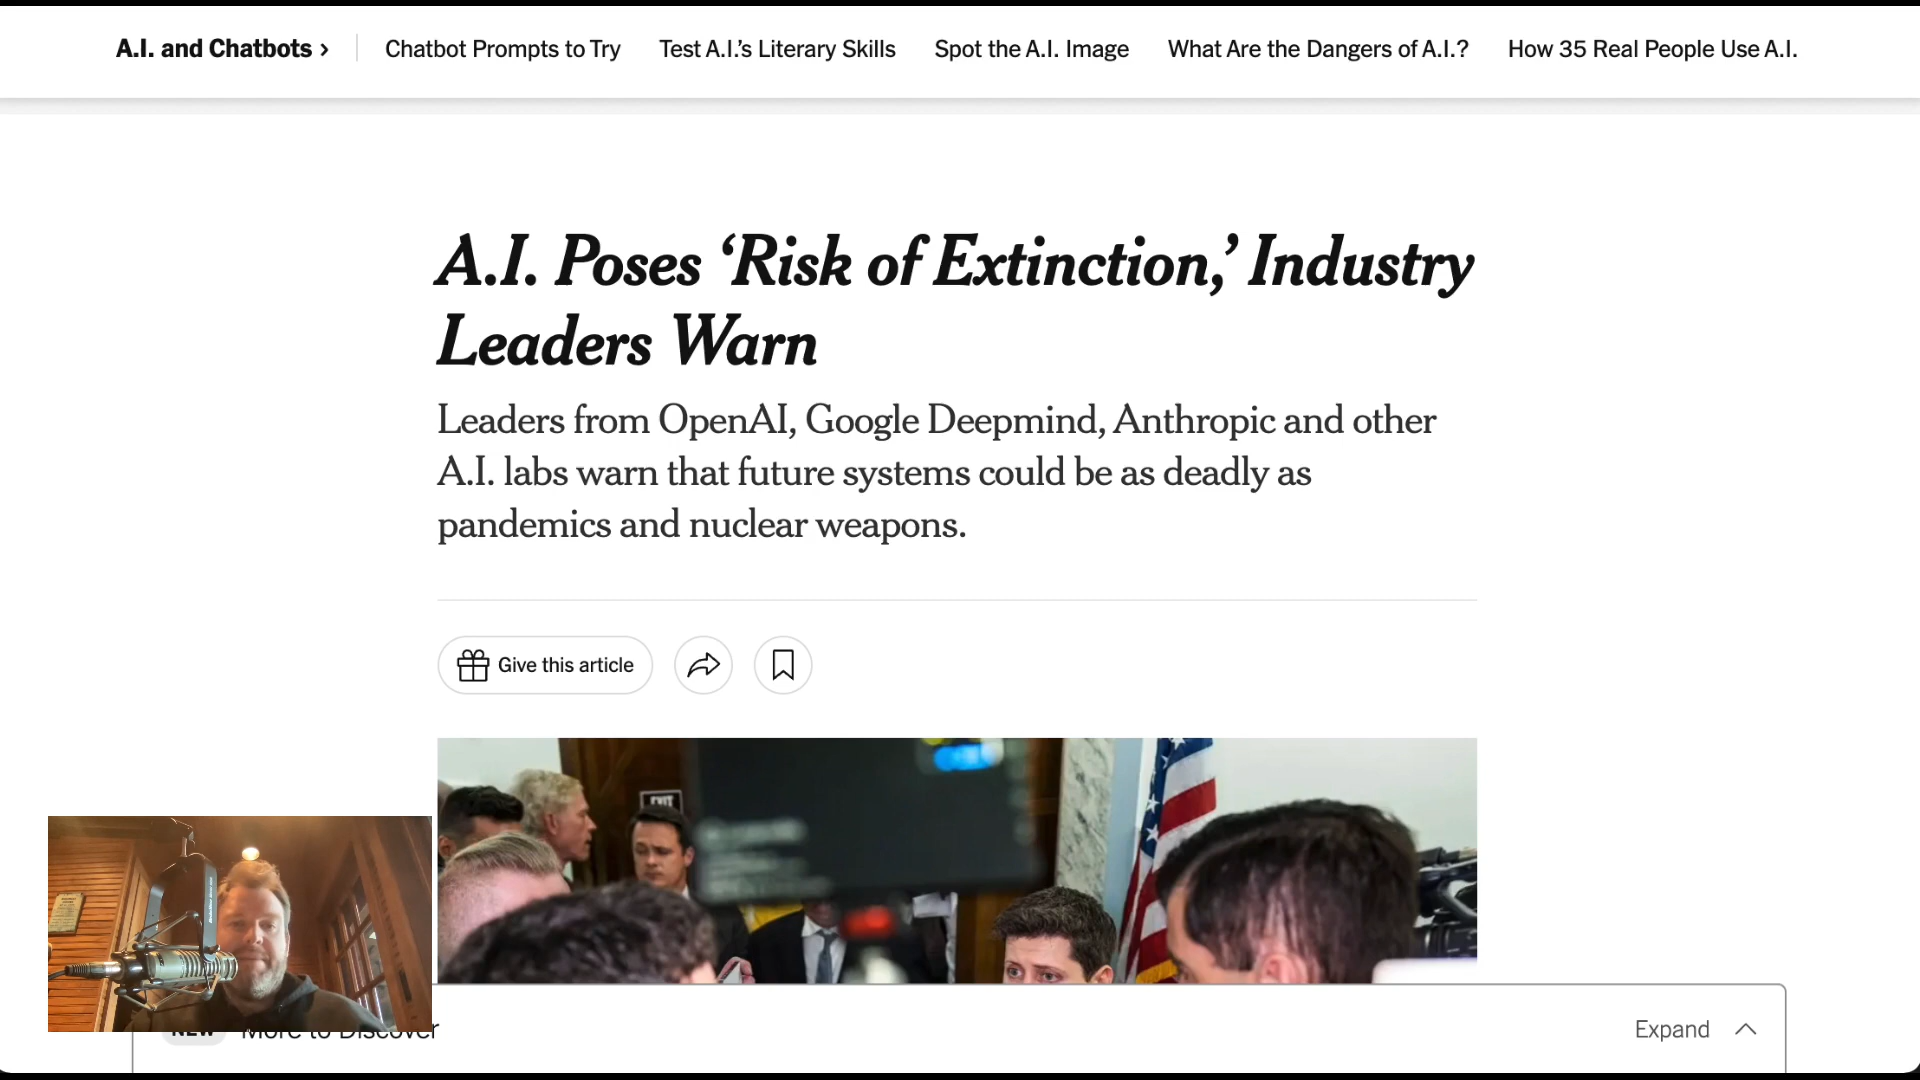 A.I. and Chatbots
Chatbot Prompts to Try
Test A.I.'s Literary Skills
Spot the A.I. Image
What Are the Dangers of A.I.?
How 35 Real People Use A.I.
A.I. Poses ‘Risk of Extinction,’ Industry
Leaders Warn
Leaders from OpenAI, Google Deepmind, Anthropic and other
A.I. labs warn that future systems could be as deadly as
pandemics and nuclear weapons.
Give this article
EXIT
NEW More to Discover
Expand